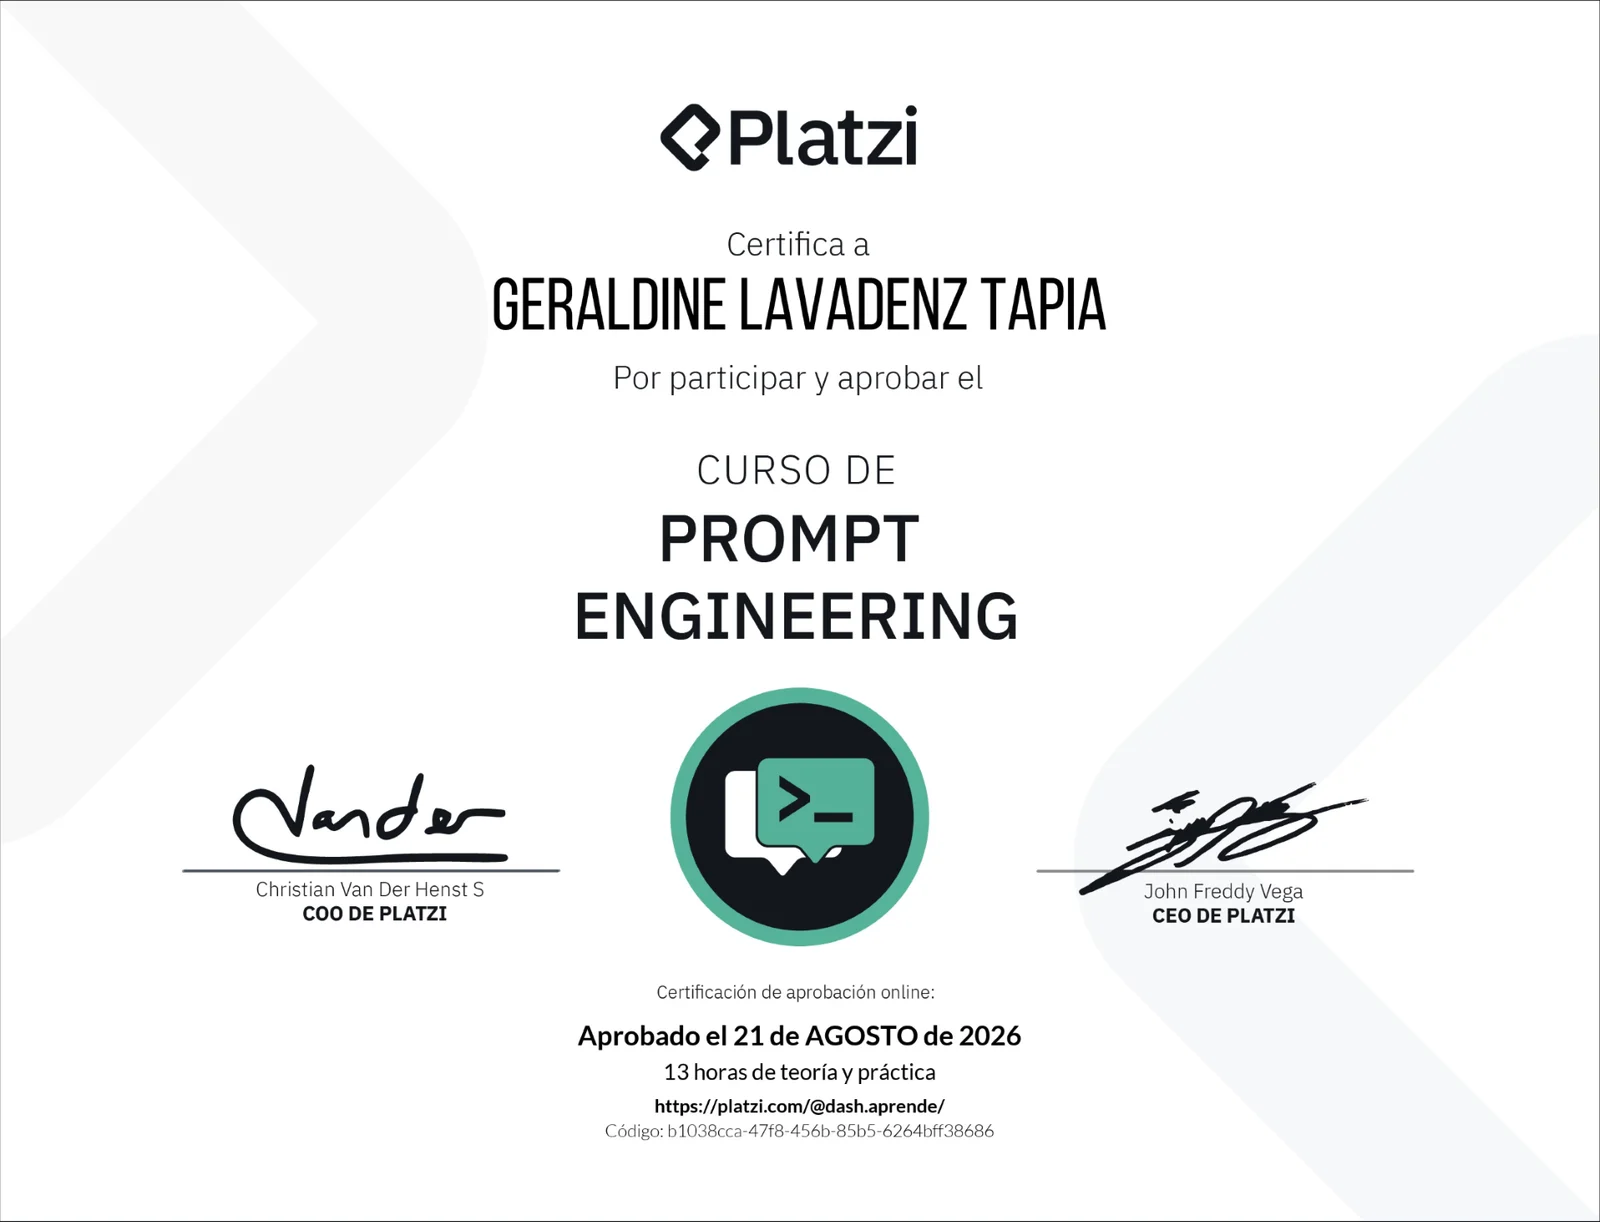 Platzi
Certifica a
GERALDINE LAVADENZ TAPIA
Por participar y aprobar el
CURSO DE
PROMPT
ENGINEERING
>_
Vander
Christian Van Der Henst S
COO DE PLATZI
John Freddy Vega
CEO DE PLATZI
Certificación de aprobación online:
Aprobado el 21 de AGOSTO de 2026
13 horas de teoría y práctica
https://platzi.com/@dash.aprende/
Código: b1038cca-47f8-456b-85b5-6264bff38686